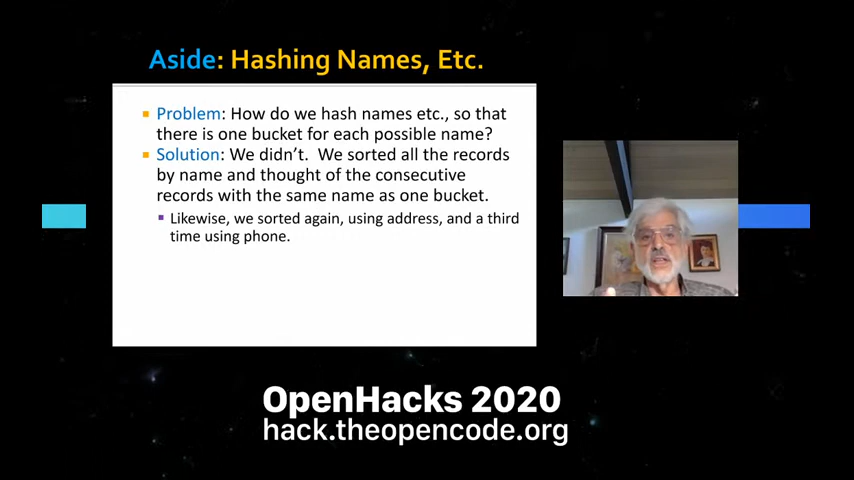 Aside: Hashing Names, Etc.
Problem: How do we hash names etc., so that
there is one bucket for each possible name?
Solution: We didn't.  We sorted all the records
by name and thought of the consecutive
records with the same name as one bucket.
Likewise, we sorted again, using address, and a third
time using phone.
OpenHacks 2020
hack.theopencode.org